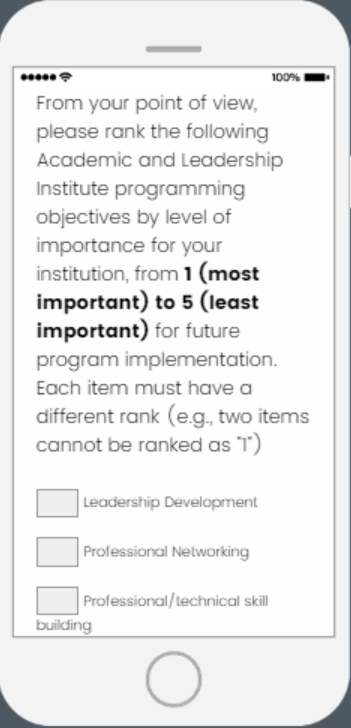 100%
From your point of view,
please rank the following
Academic and Leadership
Institute programming
objectives by level of
importance for your
institution, from 1 (most
important) to 5 (least
important) for future
program implementation.
Each item must have a
different rank (e.g., two items
cannot be ranked as "1")
Leadership Development
Professional Networking
Professional/technical skill
building